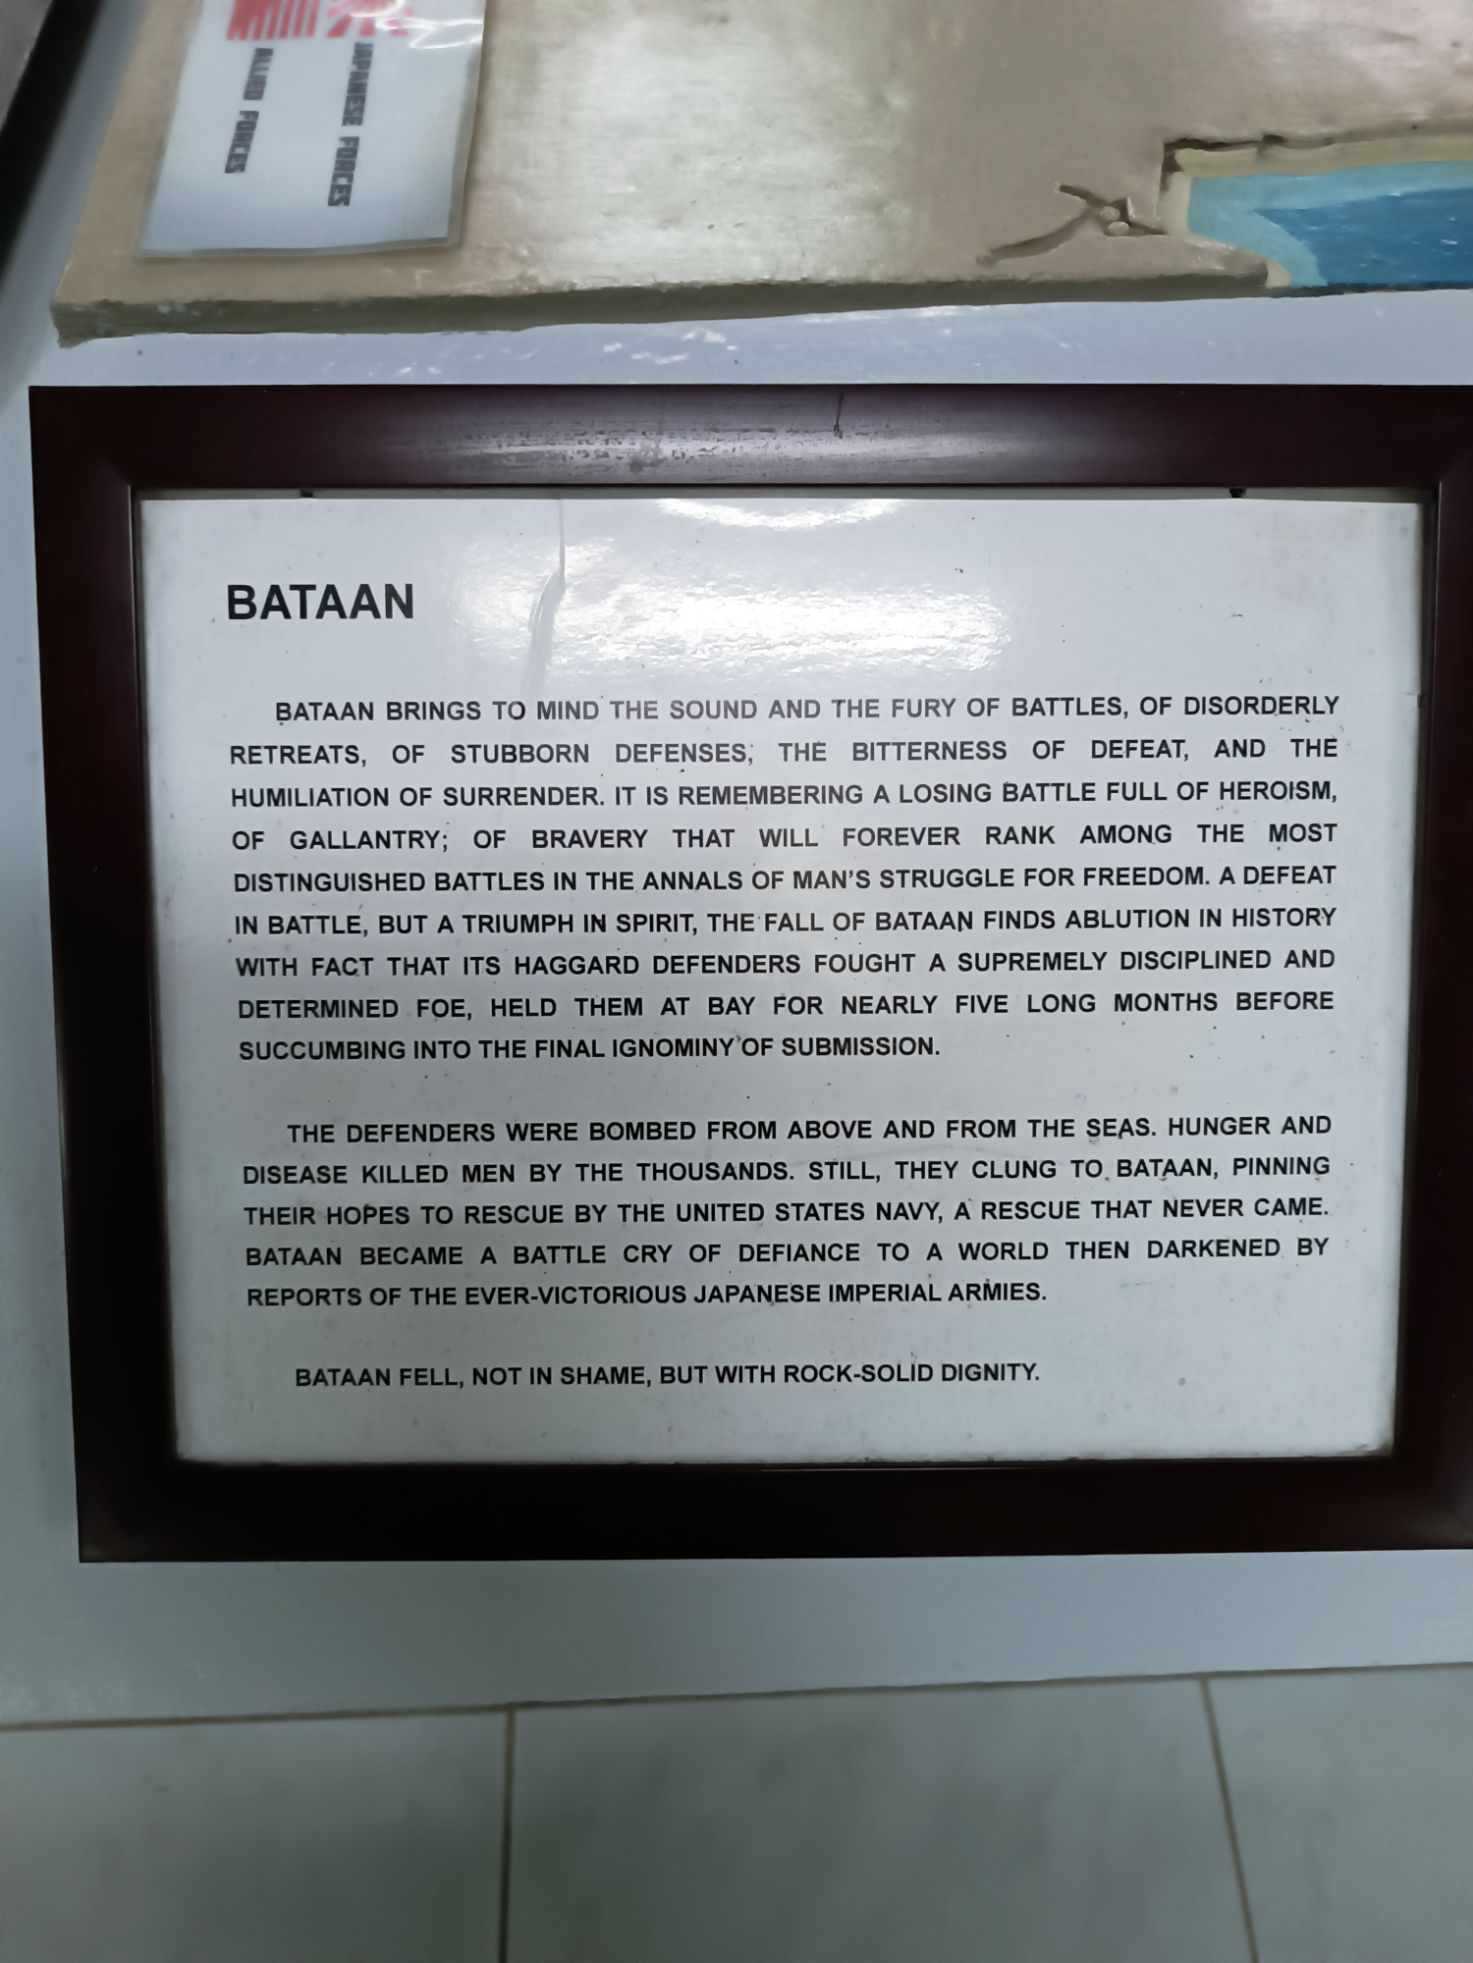 ALLIED FORCES
JAPANESE FORCES
BATAAN
BATAAN BRINGS TO MIND THE SOUND AND THE FURY OF BATTLES, OF DISORDERLY
RETREATS, OF STUBBORN DEFENSES; THE BITTERNESS OF DEFEAT, AND THE
HUMILIATION OF SURRENDER. IT IS REMEMBERING A LOSING BATTLE FULL OF HEROISM,
OF GALLANTRY; OF BRAVERY THAT WILL FOREVER RANK AMONG THE MOST
DISTINGUISHED BATTLES IN THE ANNALS OF MAN'S STRUGGLE FOR FREEDOM. A DEFEAT
IN BATTLE, BUT A TRIUMPH IN SPIRIT, THE FALL OF BATAAN FINDS ABLUTION IN HISTORY
WITH FACT THAT ITS HAGGARD DEFENDERS FOUGHT A SUPREMELY DISCIPLINED AND
DETERMINED FOE, HELD THEM AT BAY FOR NEARLY FIVE LONG MONTHS BEFORE
SUCCUMBING INTO THE FINAL IGNOMINY OF SUBMISSION.
THE DEFENDERS WERE BOMBED FROM ABOVE AND FROM THE SEAS. HUNGER AND
DISEASE KILLED MEN BY THE THOUSANDS. STILL, THEY CLUNG TO BATAAN, PINNING
THEIR HOPES TO RESCUE BY THE UNITED STATES NAVY, A RESCUE THAT NEVER CAME.
BATAAN BECAME A BATTLE CRY OF DEFIANCE TO A WORLD THEN DARKENED BY
REPORTS OF THE EVER-VICTORIOUS JAPANESE IMPERIAL ARMIES.
BATAAN FELL, NOT IN SHAME, BUT WITH ROCK-SOLID DIGNITY.